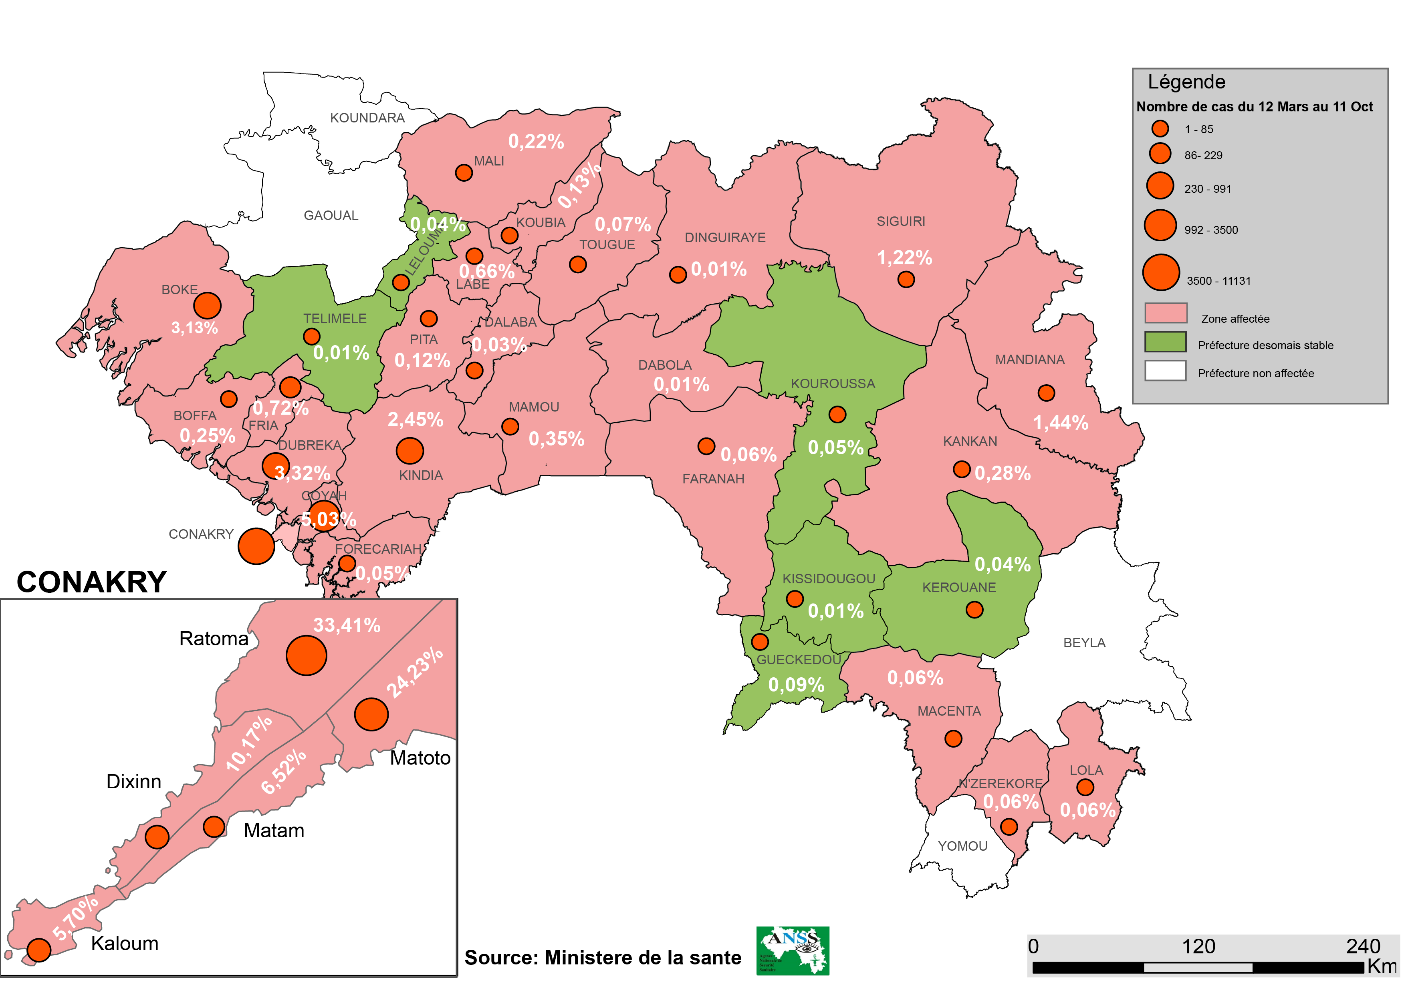 Légende
Nombre de cas du 12 Mars au 11 Oct
1 - 85
86- 229
230 - 991
992 - 3500
3500 - 11131
Zone affectée
Préfecture desomais stable
Préfecture non affectée
KOUNDARA
0,22%
MALI
0,13%
GAOUAL
0,04%
LELOUMA
KOUBIA
0,07%
TOUGUE
DINGUIRAYE
0,01%
SIGUIRI
1,22%
0,66%
LABE
BOKE
3,13%
TELIMELE
0,01%
PITA
0,12%
DALABA
0,03%
DABOLA
0,01%
KOUROUSSA
0,05%
MANDIANA
1,44%
BOFFA
0,25%
0,72%
FRIA
2,45%
KINDIA
MAMOU
0,35%
0,06%
FARANAH
KANKAN
0,28%
DUBREKA
3,32%
COYAH
5,03%
CONAKRY
FORECARIAH
0,05%
KISSIDOUGOU
0,01%
0,04%
KEROUANE
BEYLA
GUECKEDOU
0,09%
0,06%
MACENTA
N'ZEREKORE
0,06%
LOLA
0,06%
YOMOU
CONAKRY
Ratoma
33,41%
24,23%
Matoto
10,17%
Dixinn
6,52%
Matam
5,70%
Kaloum
Source: Ministere de la sante
ANSS
0 120 240
Km